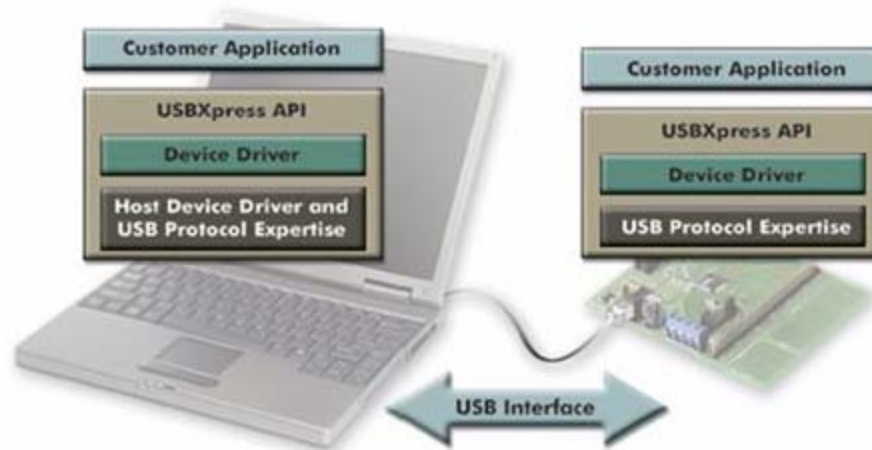 Customer Application
USBXpress API
Device Driver
Host Device Driver and
USB Protocol Expertise
Customer Application
USBXpress API
Device Driver
USB Protocol Expertise
USB Interface